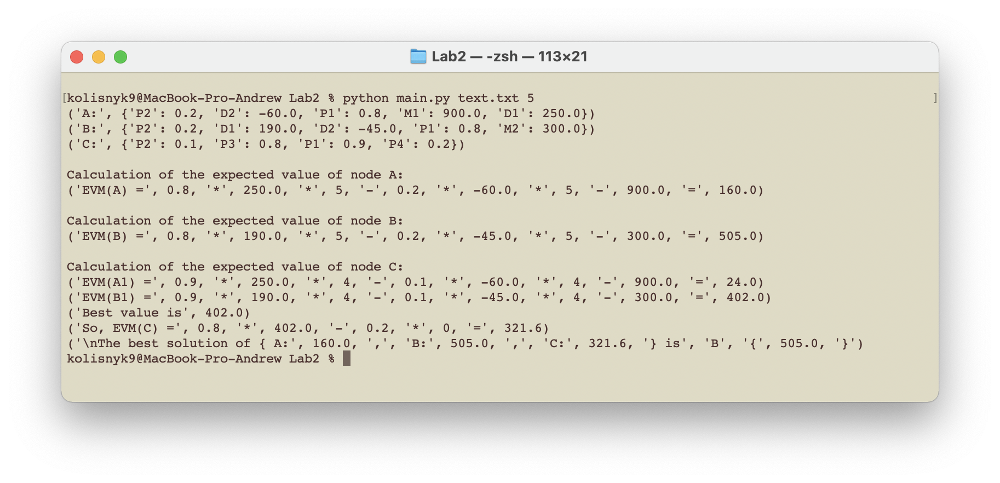 Lab2 — -zsh — 113×21
[kolisnyk9@MacBook-Pro-Andrew Lab2 % python main.py text.txt 5 ]
('A:', {'P2': 0.2, 'D2': -60.0, 'P1': 0.8, 'M1': 900.0, 'D1': 250.0})
('B:', {'P2': 0.2, 'D1': 190.0, 'D2': -45.0, 'P1': 0.8, 'M2': 300.0})
('C:', {'P2': 0.1, 'P3': 0.8, 'P1': 0.9, 'P4': 0.2})
Calculation of the expected value of node A:
('EVM(A) =', 0.8, '*', 250.0, '*', 5, '-', 0.2, '*', -60.0, '*', 5, '-', 900.0, '=', 160.0)
Calculation of the expected value of node B:
('EVM(B) =', 0.8, '*', 190.0, '*', 5, '-', 0.2, '*', -45.0, '*', 5, '-', 300.0, '=', 505.0)
Calculation of the expected value of node C:
('EVM(A1) =', 0.9, '*', 250.0, '*', 4, '-', 0.1, '*', -60.0, '*', 4, '-', 900.0, '=', 24.0)
('EVM(B1) =', 0.9, '*', 190.0, '*', 4, '-', 0.1, '*', -45.0, '*', 4, '-', 300.0, '=', 402.0)
('Best value is', 402.0)
('So, EVM(C) =', 0.8, '*', 402.0, '-', 0.2, '*', 0, '=', 321.6)
('\nThe best solution of { A:', 160.0, ',', 'B:', 505.0, ',', 'C:', 321.6, '} is', 'B', '{', 505.0, '}')
kolisnyk9@MacBook-Pro-Andrew Lab2 %